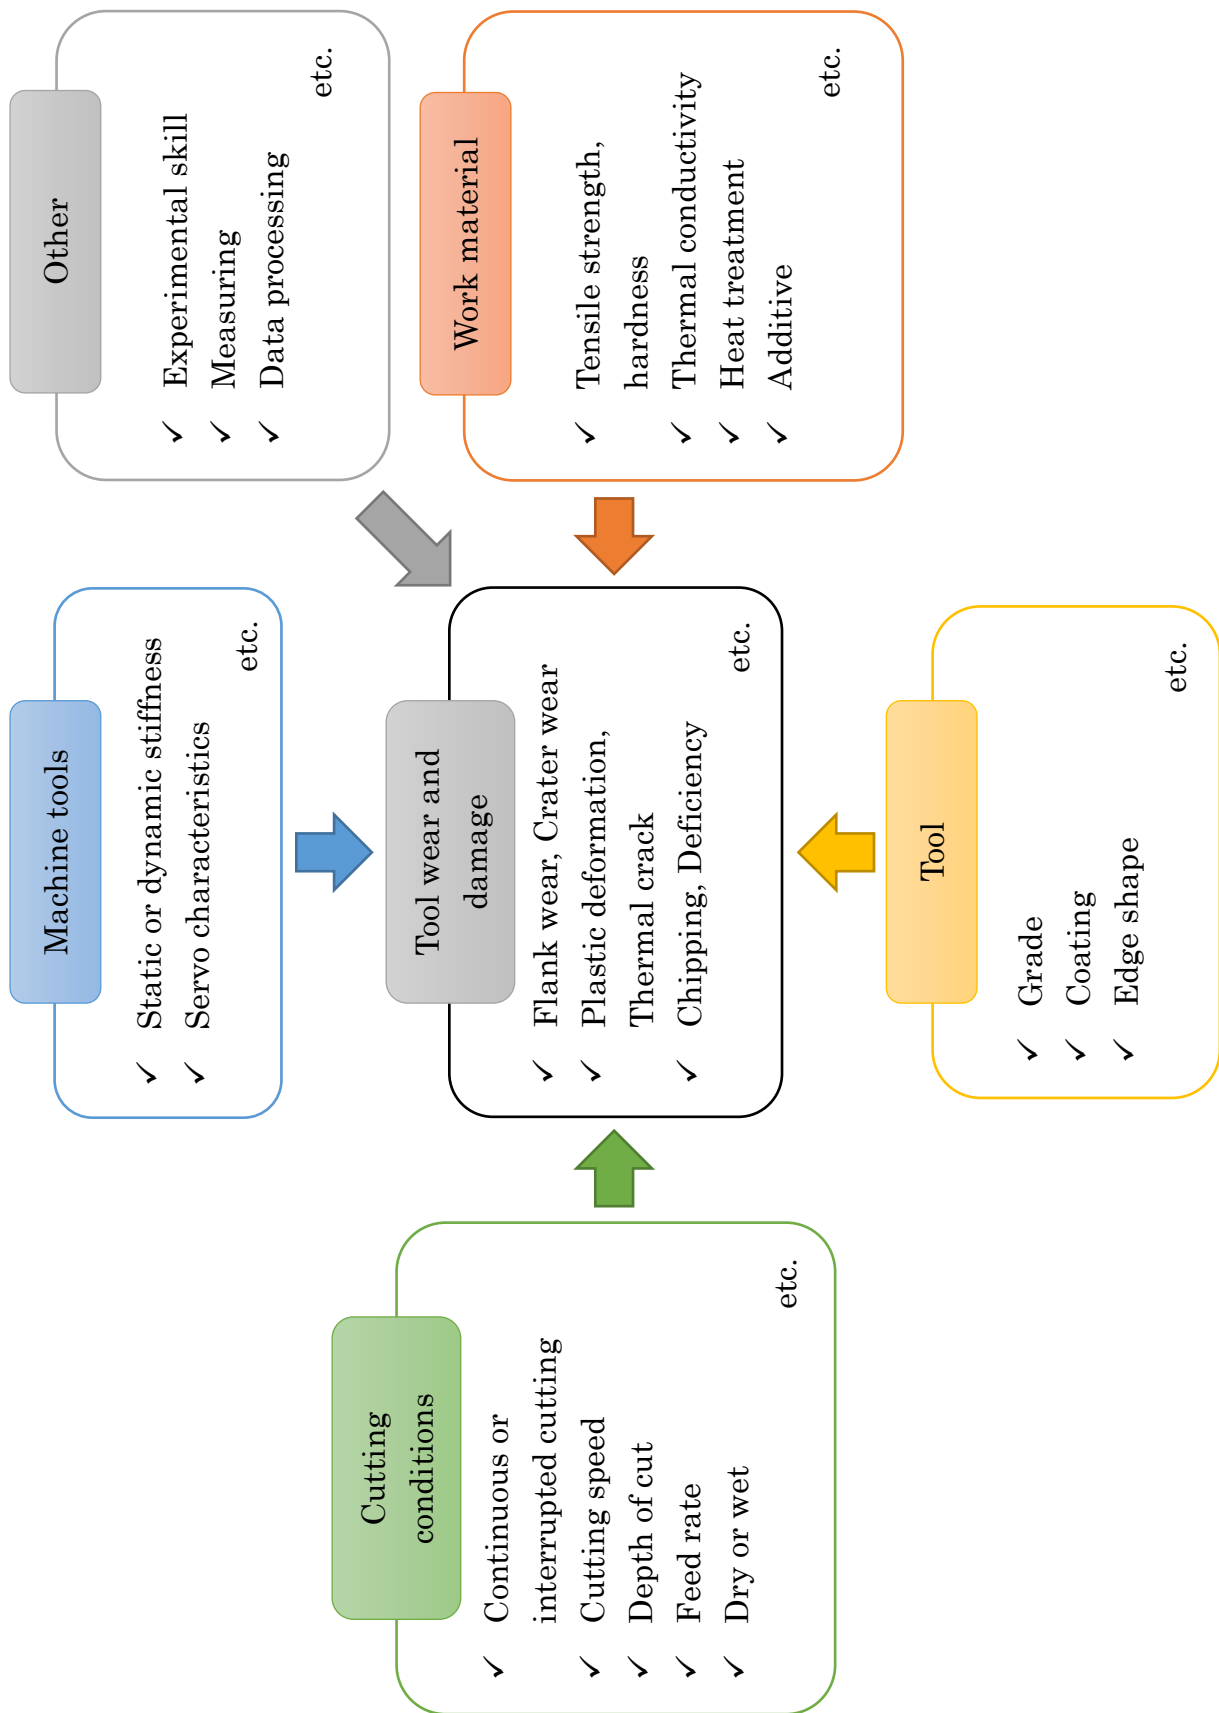 Machine tools
✓ Static or dynamic stiffness
✓ Servo characteristics
etc.
Other
✓ Experimental skill
✓ Measuring
✓ Data processing
etc.
Cutting
conditions
✓ Continuous or
interrupted cutting
✓ Cutting speed
✓ Depth of cut
✓ Feed rate
✓ Dry or wet
etc.
Tool wear and
damage
✓ Flank wear, Crater wear
✓ Plastic deformation,
Thermal crack
✓ Chipping, Deficiency
etc.
Work material
✓ Tensile strength,
hardness
✓ Thermal conductivity
✓ Heat treatment
✓ Additive
etc.
Tool
✓ Grade
✓ Coating
✓ Edge shape
etc.